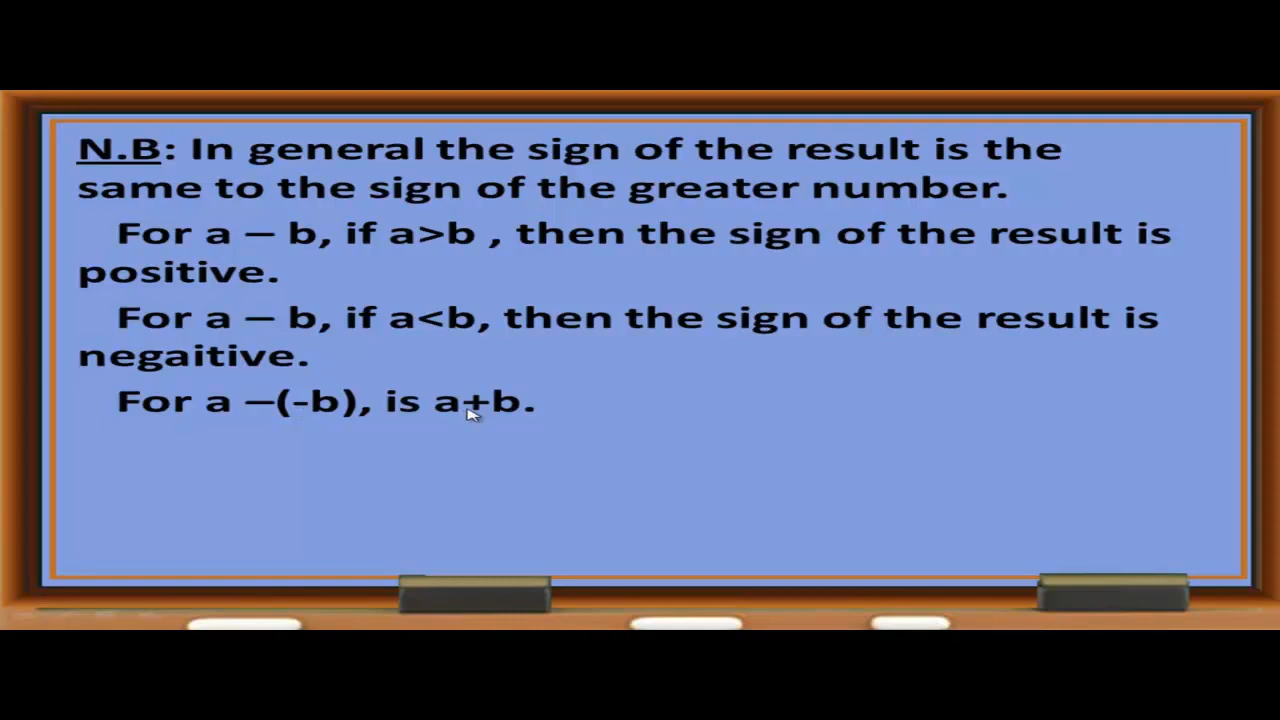 N.B: In general the sign of the result is the
same to the sign of the greater number.
For a – b, if a>b , then the sign of the result is
positive.
For a – b, if a<b, then the sign of the result is
negaitive.
For a –(-b), is a+b.